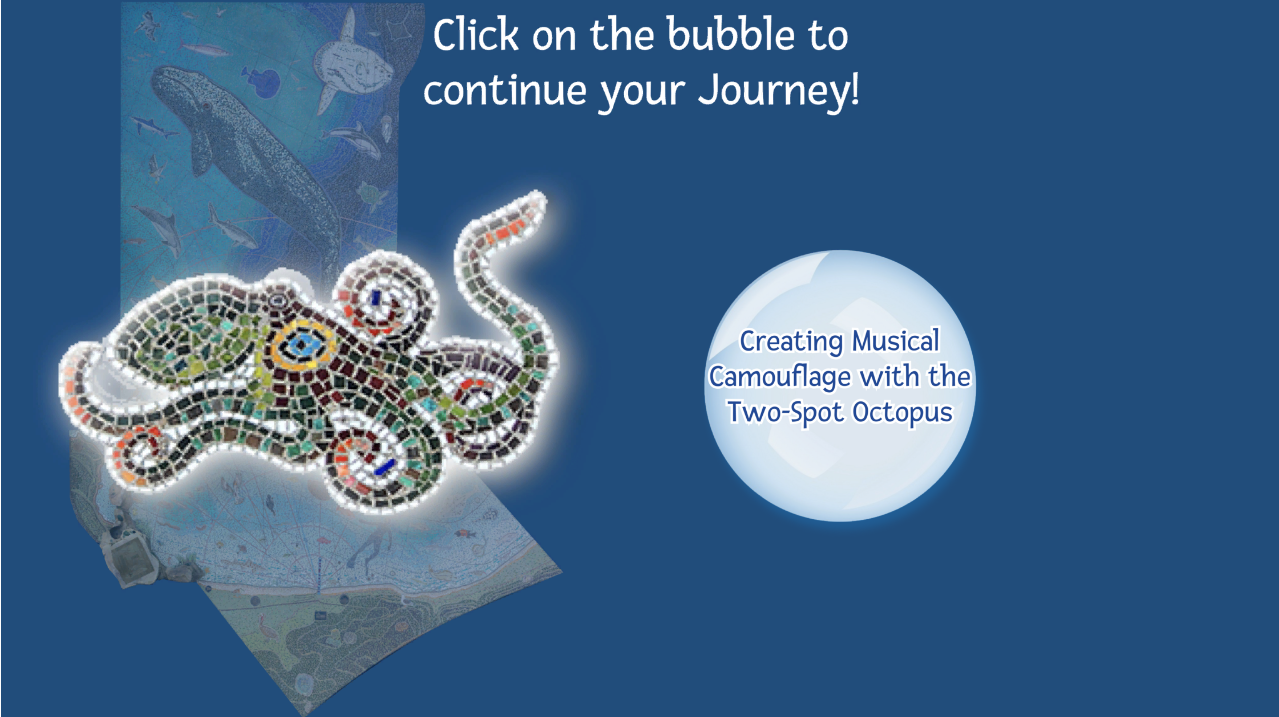 Click on the bubble to
continue your Journey!
Creating Musical
Camouflage with the
Two-Spot Octopus